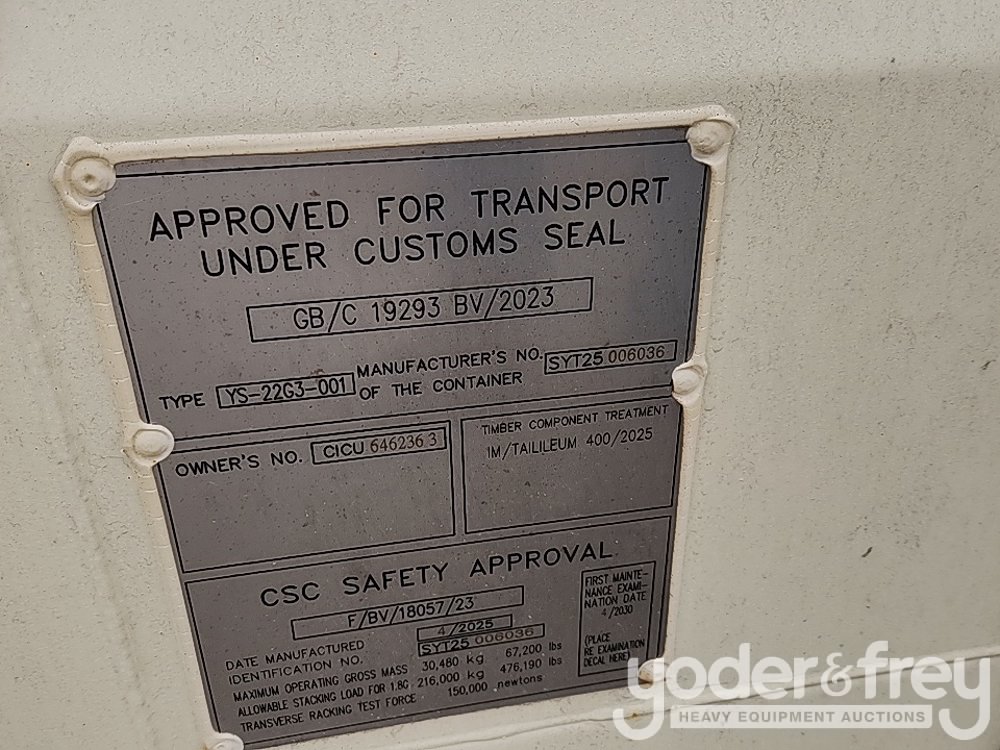 APPROVED FOR TRANSPORT
UNDER CUSTOMS SEAL
GB/C 19293 BV/2023
TYPE YS-22G3-001 MANUFACTURER'S NO. OF THE CONTAINER SYT25 006036
OWNER'S NO. CICU 646236 3
TIMBER COMPONENT TREATMENT
IM/TAILILEUM 400/2025
CSC SAFETY APPROVAL
F/BV/18057/23
DATE MANUFACTURED 4/2025
IDENTIFICATION NO. SYT25 006036
MAXIMUM OPERATING GROSS MASS 30,480 kg 67,200 lbs
ALLOWABLE STACKING LOAD FOR 1.8G 216,000 kg 476,190 lbs
TRANSVERSE RACKING TEST FORCE 150,000 newtons
FIRST MAINTE-
NANCE EXAMI-
NATION DATE
4/2030
(PLACE
RE EXAMINATION
DECAL HERE)
yoder&frey
HEAVY EQUIPMENT AUCTIONS